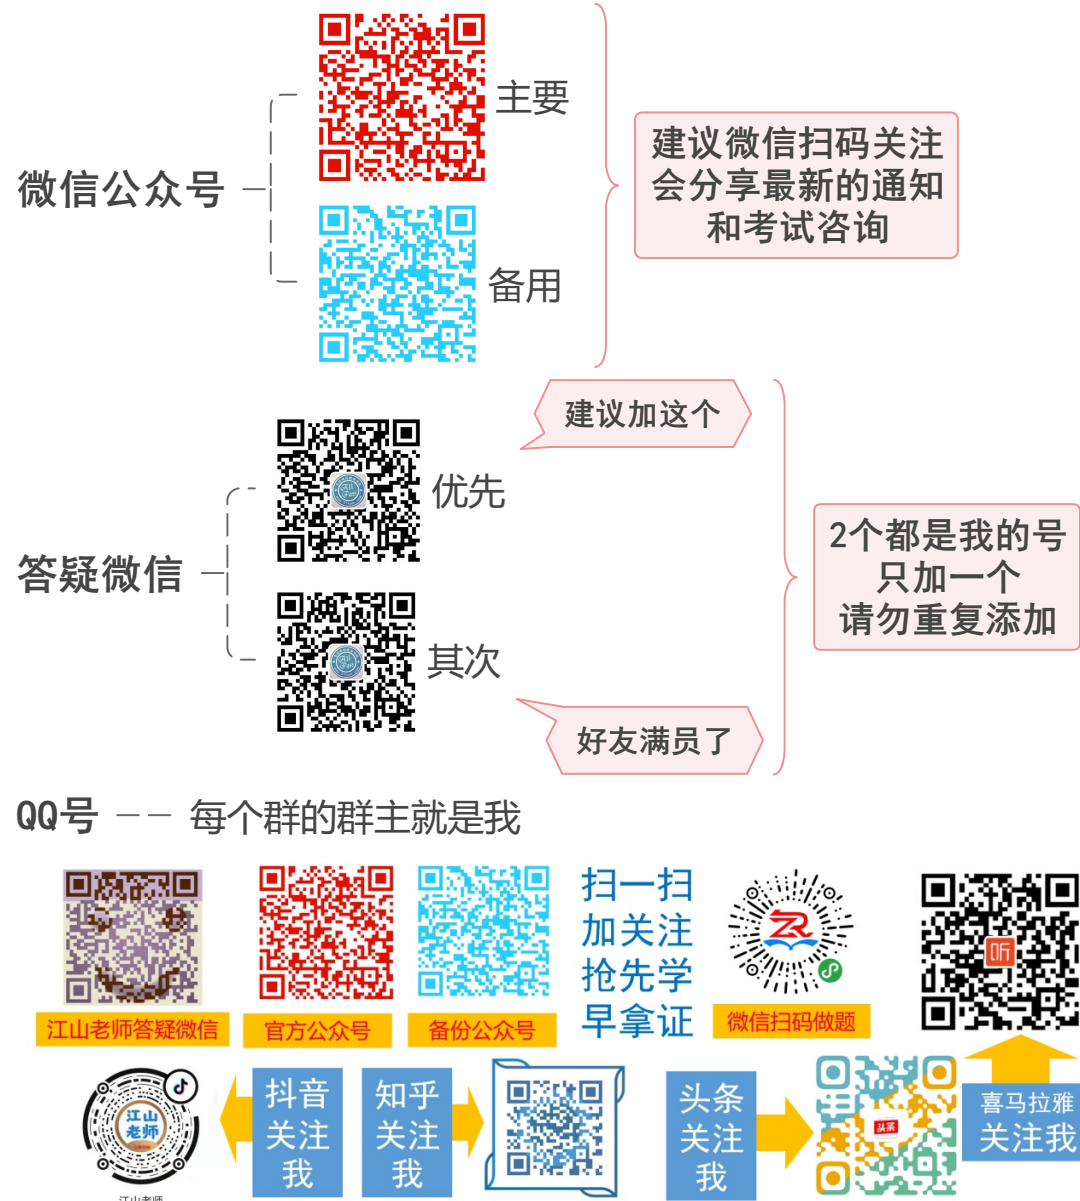 主要
微信公众号
建议微信扫码关注
会分享最新的通知
和考试咨询
备用
建议加这个
优先
答疑微信
2个都是我的号
只加一个
请勿重复添加
其次
好友满员了
QQ号 —— 每个群的群主就是我
扫一扫
加关注
抢先学
早拿证
听
江山老师答疑微信
官方公众号
备份公众号
微信扫码做题
江山
老师
抖音
关注
我
知乎
关注
我
头条
关注
我
头条
喜马拉雅
关注我
江山老师